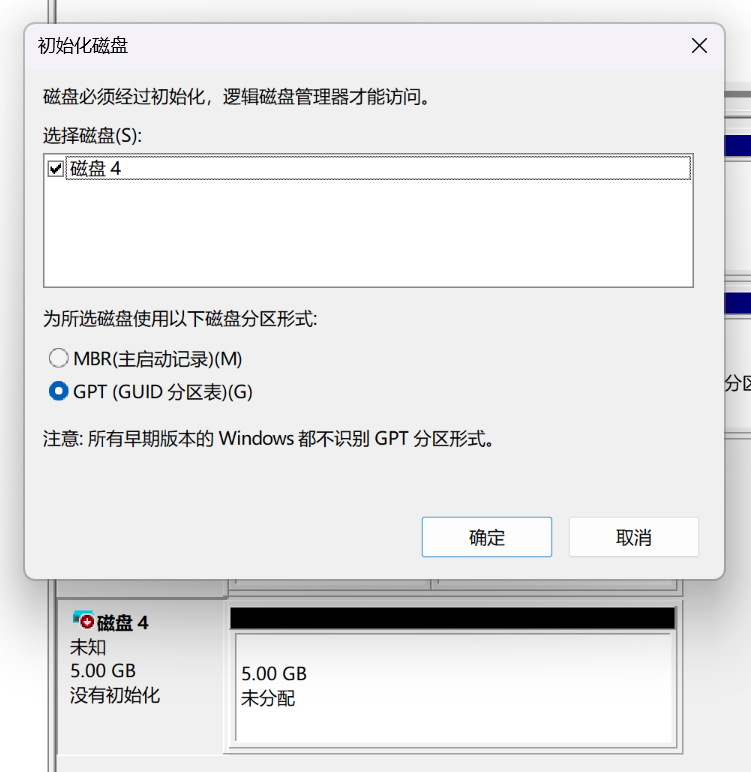 初始化磁盘
磁盘必须经过初始化，逻辑磁盘管理器才能访问。
选择磁盘(S):
磁盘 4
为所选磁盘使用以下磁盘分区形式:
MBR(主启动记录)(M)
GPT (GUID 分区表)(G)
注意: 所有早期版本的 Windows 都不识别 GPT 分区形式。
确定
取消
分区
磁盘 4
未知
5.00 GB
没有初始化
5.00 GB
未分配